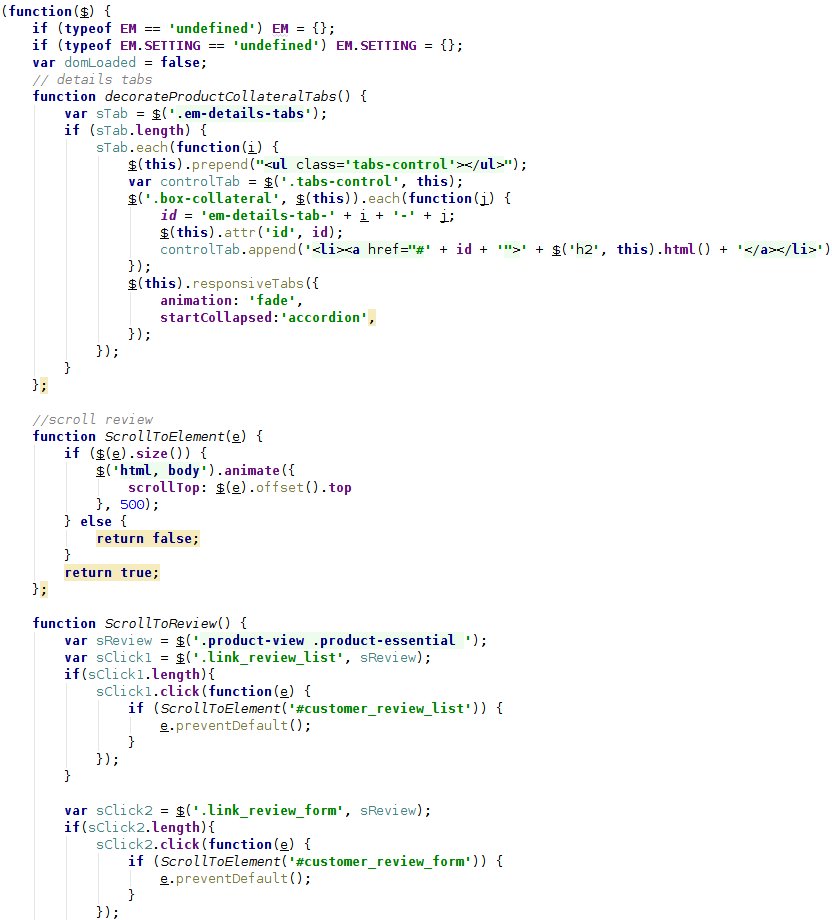 (function($) {
    if (typeof EM == 'undefined') EM = {};
    if (typeof EM.SETTING == 'undefined') EM.SETTING = {};
    var domLoaded = false;
    // details tabs
    function decorateProductCollateralTabs() {
        var sTab = $('.em-details-tabs');
        if (sTab.length) {
            sTab.each(function(i) {
                $(this).prepend("<ul class='tabs-control'></ul>");
                var controlTab = $('.tabs-control', this);
                $('.box-collateral', $(this)).each(function(j) {
                    id = 'em-details-tab-' + i + '-' + j;
                    $(this).attr('id', id);
                    controlTab.append('<li><a href="#' + id + '">' + $('h2', this).html() + '</a></li>')
                });
                $(this).responsiveTabs({
                    animation: 'fade',
                    startCollapsed:'accordion',
                });
            });
        }
    };

    //scroll review
    function ScrollToElement(e) {
        if ($(e).size()) {
            $('html, body').animate({
                scrollTop: $(e).offset().top
            }, 500);
        } else {
            return false;
        }
        return true;
    };

    function ScrollToReview() {
        var sReview = $('.product-view .product-essential ');
        var sClick1 = $('.link_review_list', sReview);
        if(sClick1.length){
            sClick1.click(function(e) {
                if (ScrollToElement('#customer_review_list')) {
                    e.preventDefault();
                }
            });
        }

        var sClick2 = $('.link_review_form', sReview);
        if(sClick2.length){
            sClick2.click(function(e) {
                if (ScrollToElement('#customer_review_form')) {
                    e.preventDefault();
                }
            });